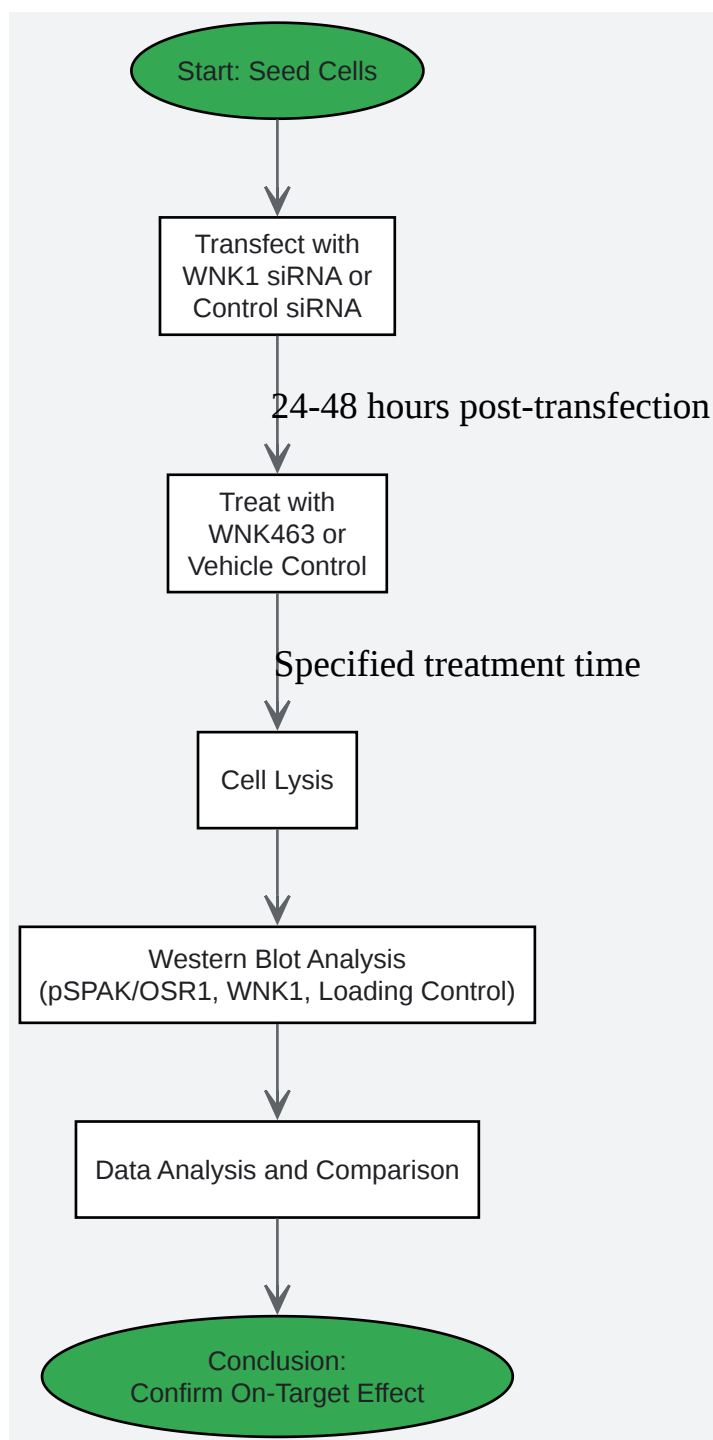 Start: Seed Cells
Transfect with
WNK1 siRNA or
Control siRNA
24-48 hours post-transfection
Treat with
WNK463 or
Vehicle Control
Specified treatment time
Cell Lysis
Western Blot Analysis
(pSPAK/OSR1, WNK1, Loading Control)
Data Analysis and Comparison
Conclusion:
Confirm On-Target Effect